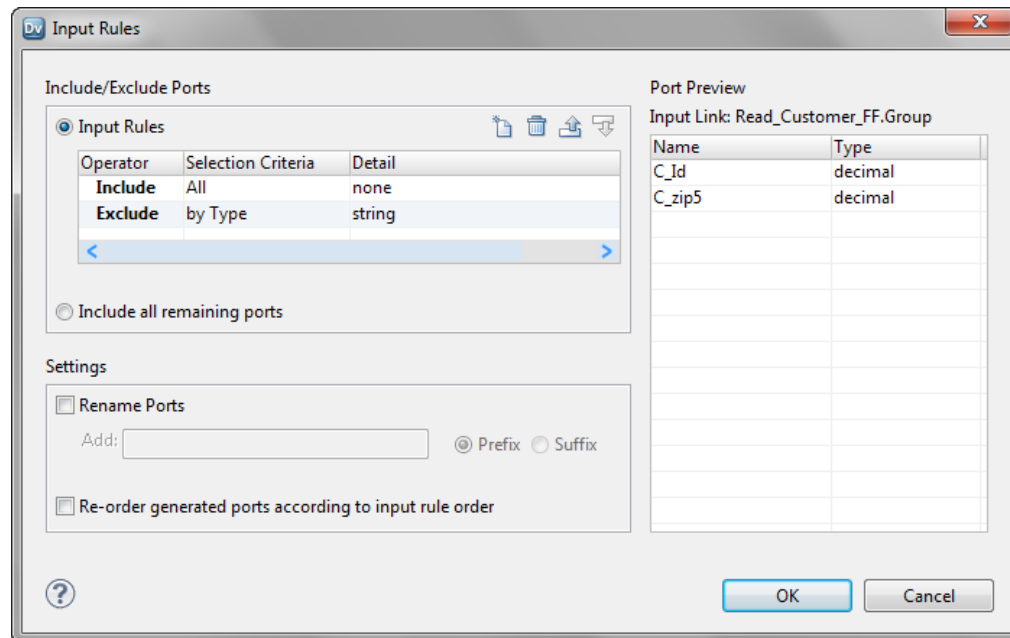 Dv Input Rules
Include/Exclude Ports
Input Rules
Operator Selection Criteria Detail
Include All none
Exclude by Type string
Include all remaining ports
Settings
Rename Ports
Add: Prefix Suffix
Re-order generated ports according to input rule order
Port Preview
Input Link: Read_Customer_FF.Group
Name Type
C_Id decimal
C_zip5 decimal
? OK Cancel